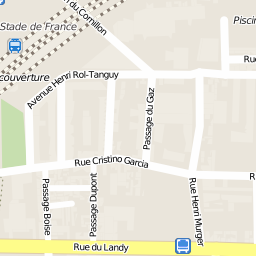 u du Cornillon
Stade de France
Piscin
couverture
Avenue Henri Rol-Tanguy
Rue
Passage du Gaz
Rue Cristino Garcia
Rue Henri Murger
Ru
Passage Boise
Passage Dupont
Rue du Landy